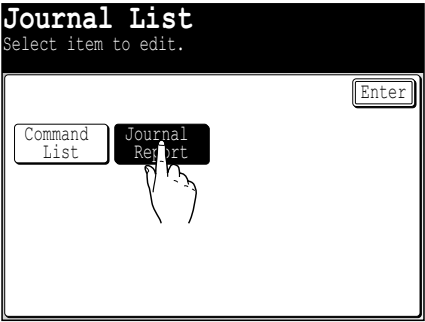 Journal List
Select item to edit.
Enter
Command
List
Journal
Report